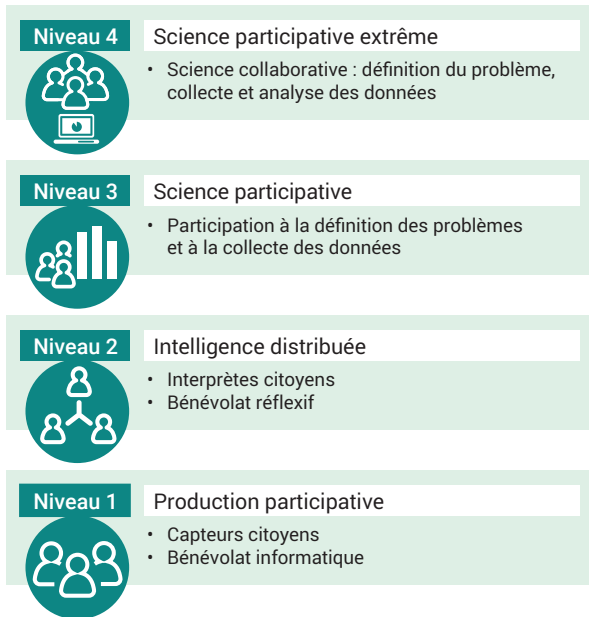 Niveau 4
Science participative extrême
• Science collaborative : définition du problème,
collecte et analyse des données
Niveau 3
Science participative
• Participation à la définition des problèmes
et à la collecte des données
Niveau 2
Intelligence distribuée
• Interprètes citoyens
• Bénévolat réflexif
Niveau 1
Production participative
• Capteurs citoyens
• Bénévolat informatique